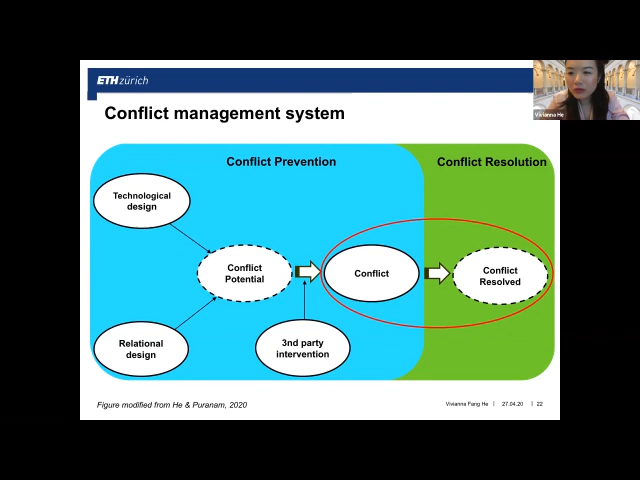 ETH zürich
Vivianna He
Conflict management system
Conflict Prevention
Conflict Resolution
Technological
design
Conflict
Potential
Conflict
Conflict
Resolved
Relational
design
3nd party
intervention
Figure modified from He & Puranam, 2020
Vivianna Fang He | 27.04.20 | 22